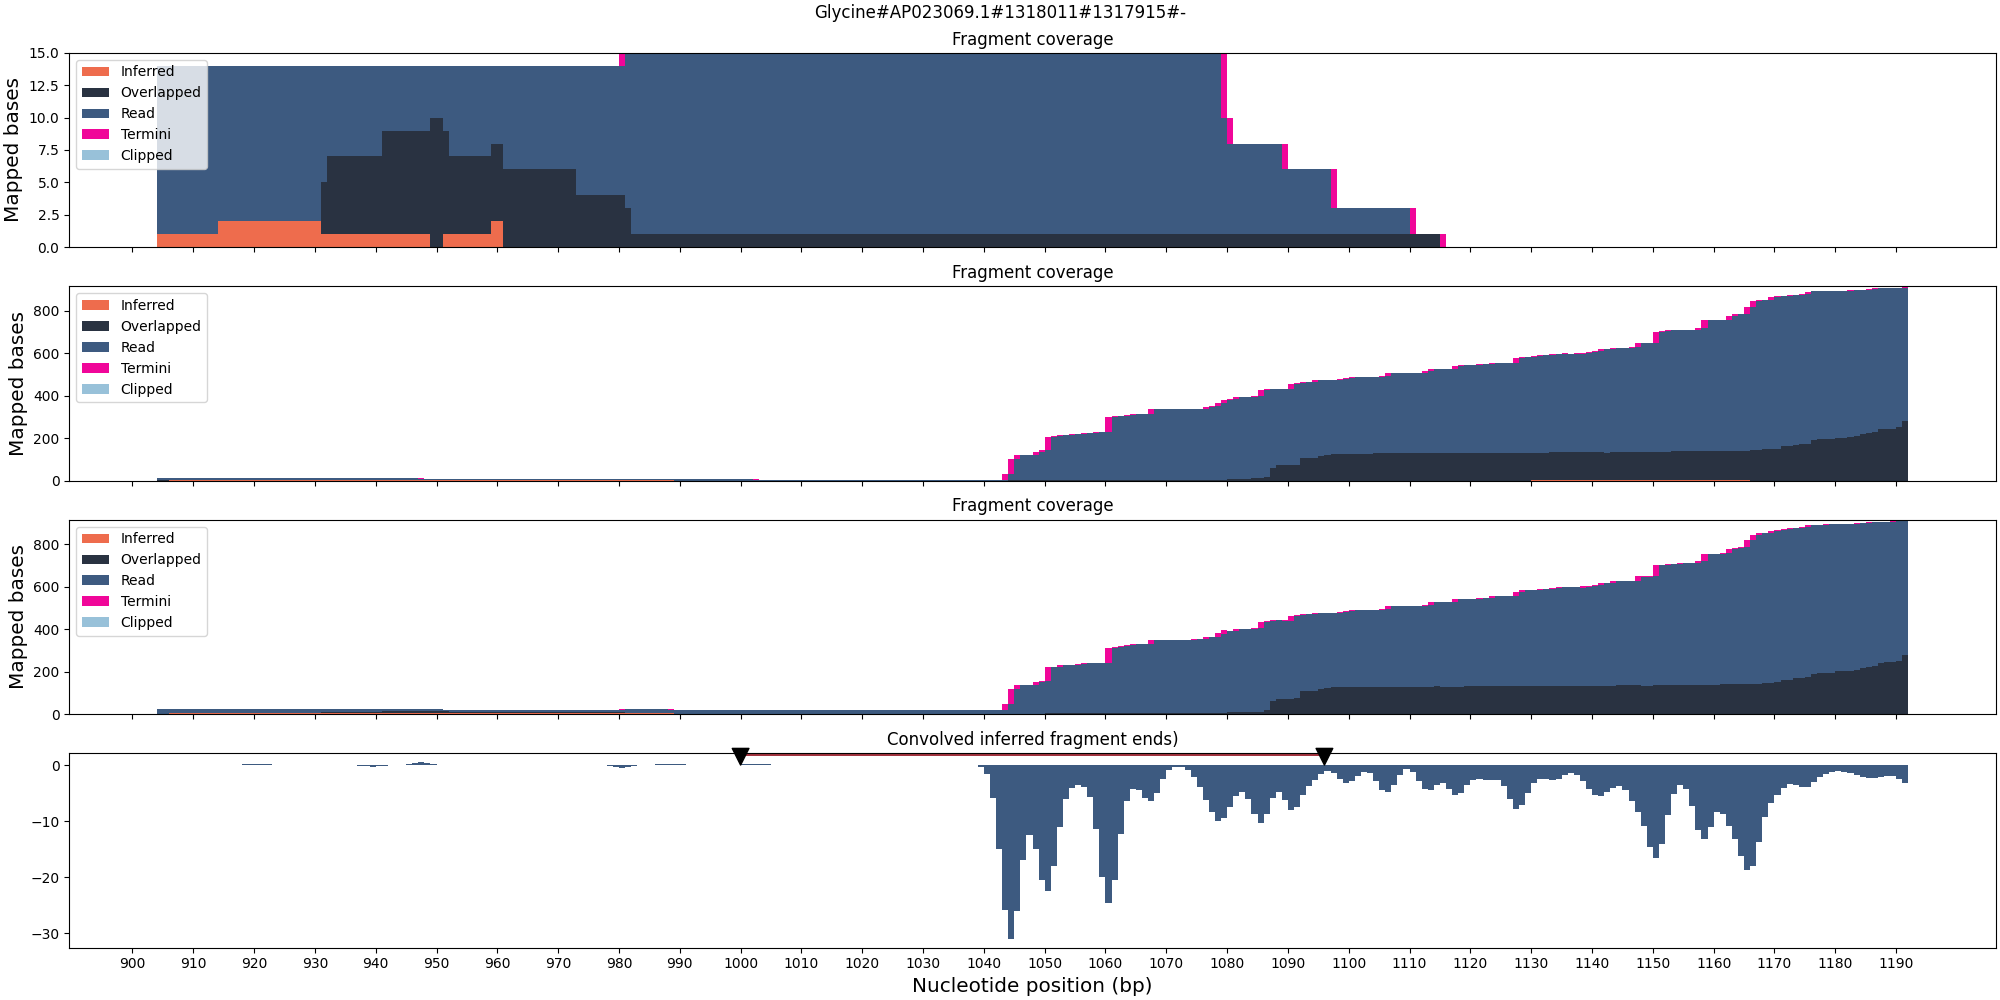 Glycine#AP023069.1#1318011#1317915#-
Fragment coverage
Mapped bases
15.0
12.5
10.0
7.5
5.0
2.5
0.0
Inferred
Overlapped
Read
Termini
Clipped
Fragment coverage
Mapped bases
800
600
400
200
0
Inferred
Overlapped
Read
Termini
Clipped
Fragment coverage
Mapped bases
800
600
400
200
0
Inferred
Overlapped
Read
Termini
Clipped
Convolved inferred fragment ends)
0
−10
−20
−30
900 910 920 930 940 950 960 970 980 990 1000 1010 1020 1030 1040 1050 1060 1070 1080 1090 1100 1110 1120 1130 1140 1150 1160 1170 1180 1190
Nucleotide position (bp)